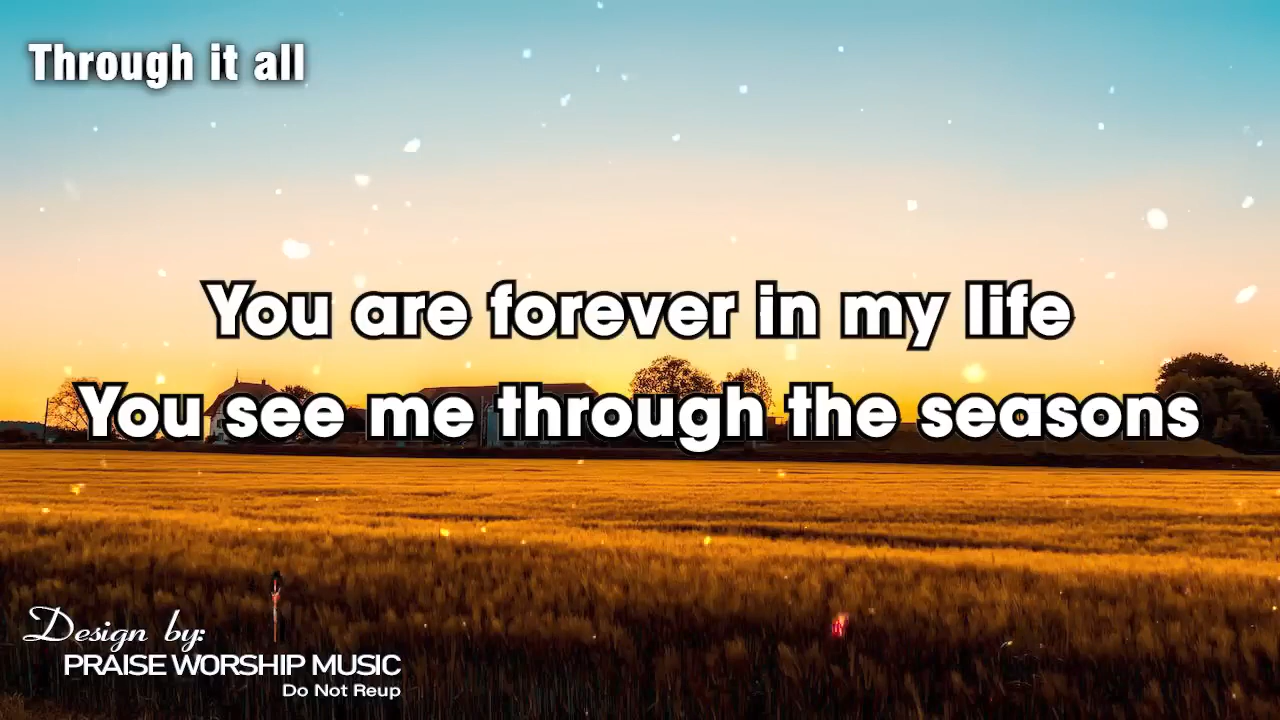 Through it all
You are forever in my life
You see me through the seasons
Design by:
PRAISE WORSHIP MUSIC
Do Not Reup